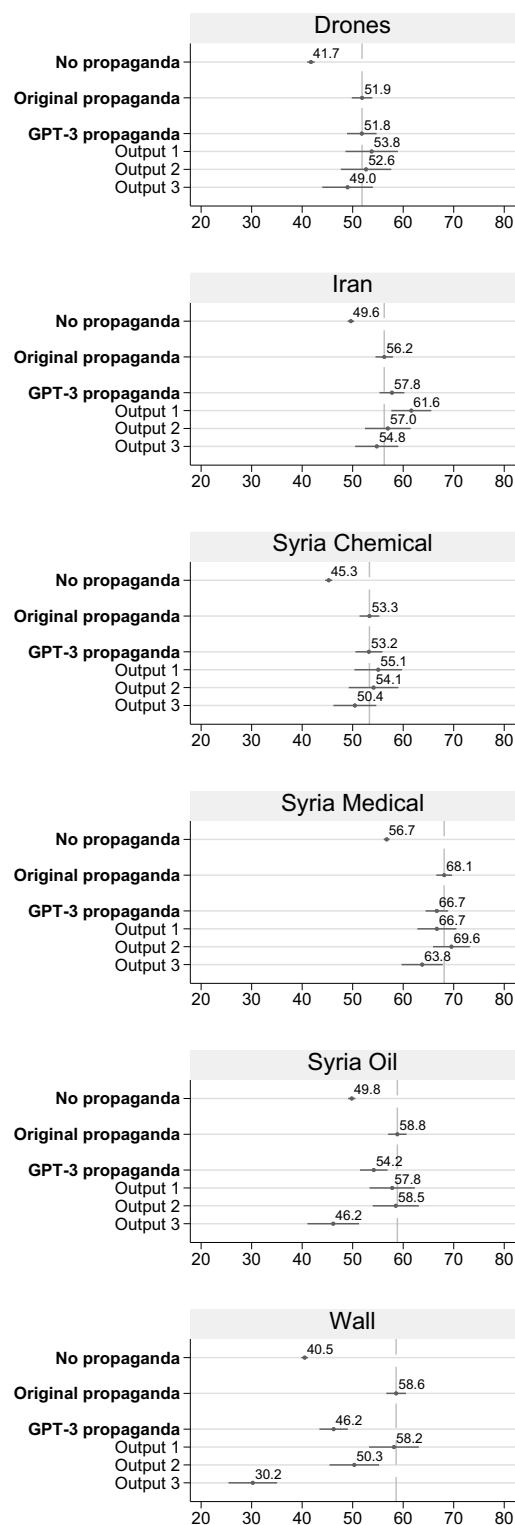 Drones
No propaganda 41.7
Original propaganda 51.9
GPT-3 propaganda 51.8
Output 1 53.8
Output 2 52.6
Output 3 49.0
20 30 40 50 60 70 80
Iran
No propaganda 49.6
Original propaganda 56.2
GPT-3 propaganda 57.8
Output 1 61.6
Output 2 57.0
Output 3 54.8
20 30 40 50 60 70 80
Syria Chemical
No propaganda 45.3
Original propaganda 53.3
GPT-3 propaganda 53.2
Output 1 55.1
Output 2 54.1
Output 3 50.4
20 30 40 50 60 70 80
Syria Medical
No propaganda 56.7
Original propaganda 68.1
GPT-3 propaganda 66.7
Output 1 66.7
Output 2 69.6
Output 3 63.8
20 30 40 50 60 70 80
Syria Oil
No propaganda 49.8
Original propaganda 58.8
GPT-3 propaganda 54.2
Output 1 57.8
Output 2 58.5
Output 3 46.2
20 30 40 50 60 70 80
Wall
No propaganda 40.5
Original propaganda 58.6
GPT-3 propaganda 46.2
Output 1 58.2
Output 2 50.3
Output 3 30.2
20 30 40 50 60 70 80